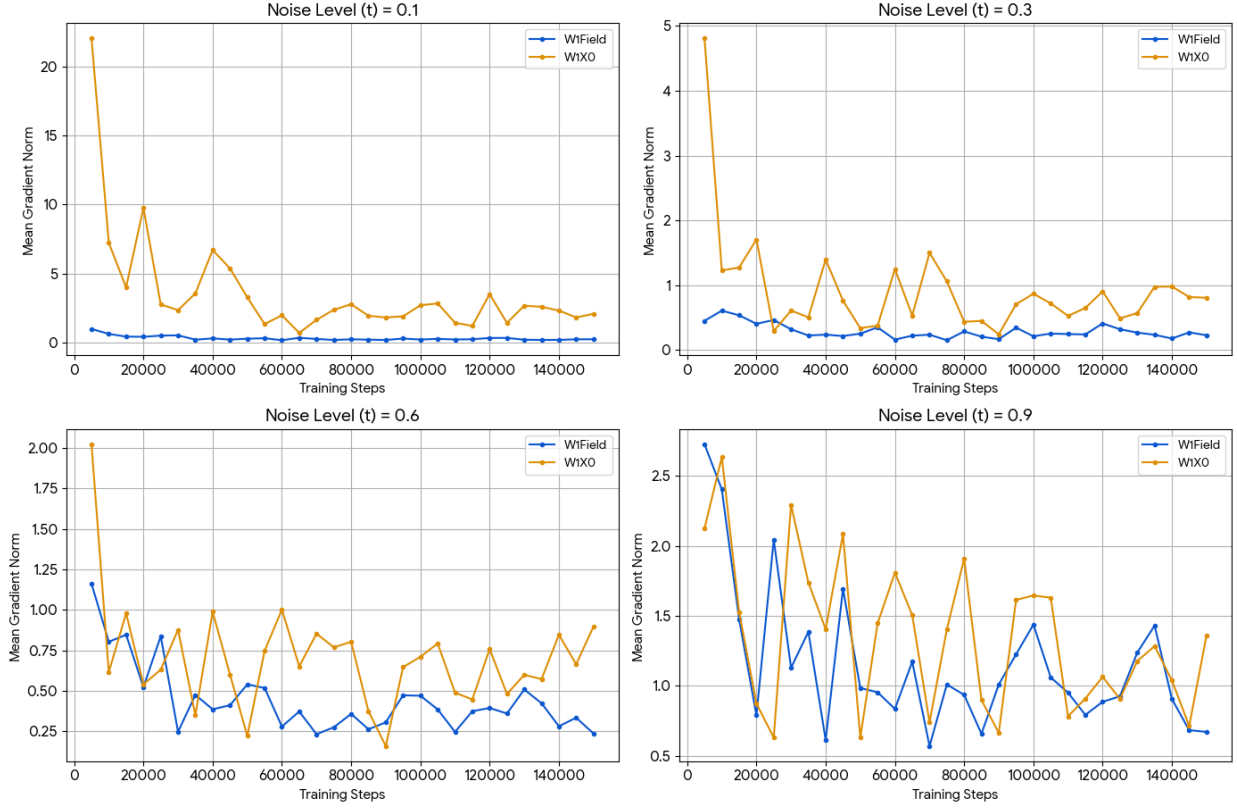 Noise Level (t) = 0.1
Mean Gradient Norm
20
15
10
5
0
W1Field
W1X0
0 20000 40000 60000 80000 100000 120000 140000
Training Steps
Noise Level (t) = 0.3
Mean Gradient Norm
5
4
3
2
1
0
W1Field
W1X0
0 20000 40000 60000 80000 100000 120000 140000
Training Steps
Noise Level (t) = 0.6
Mean Gradient Norm
2.00
1.75
1.50
1.25
1.00
0.75
0.50
0.25
W1Field
W1X0
0 20000 40000 60000 80000 100000 120000 140000
Training Steps
Noise Level (t) = 0.9
Mean Gradient Norm
2.5
2.0
1.5
1.0
0.5
W1Field
W1X0
0 20000 40000 60000 80000 100000 120000 140000
Training Steps